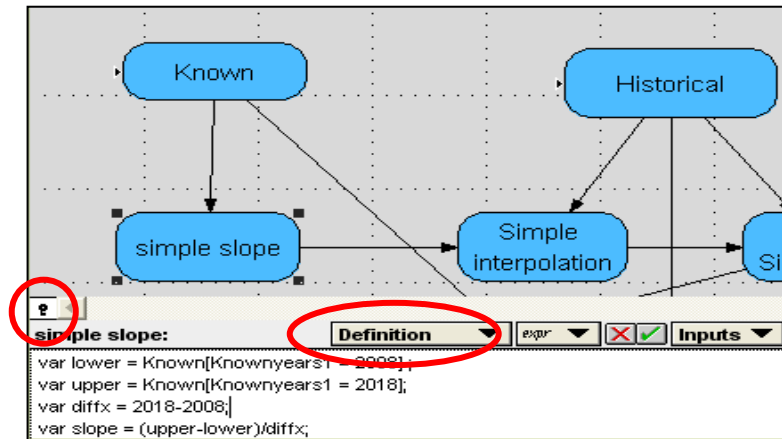 Known
Historical
simple slope
Simple
interpolation
Si
?
simple slope:
Definition
expr
Inputs
var lower = Known[Knownyears1 = 2008];
var upper = Known[Knownyears1 = 2018];
var diffx = 2018-2008;
var slope = (upper-lower)/diffx;